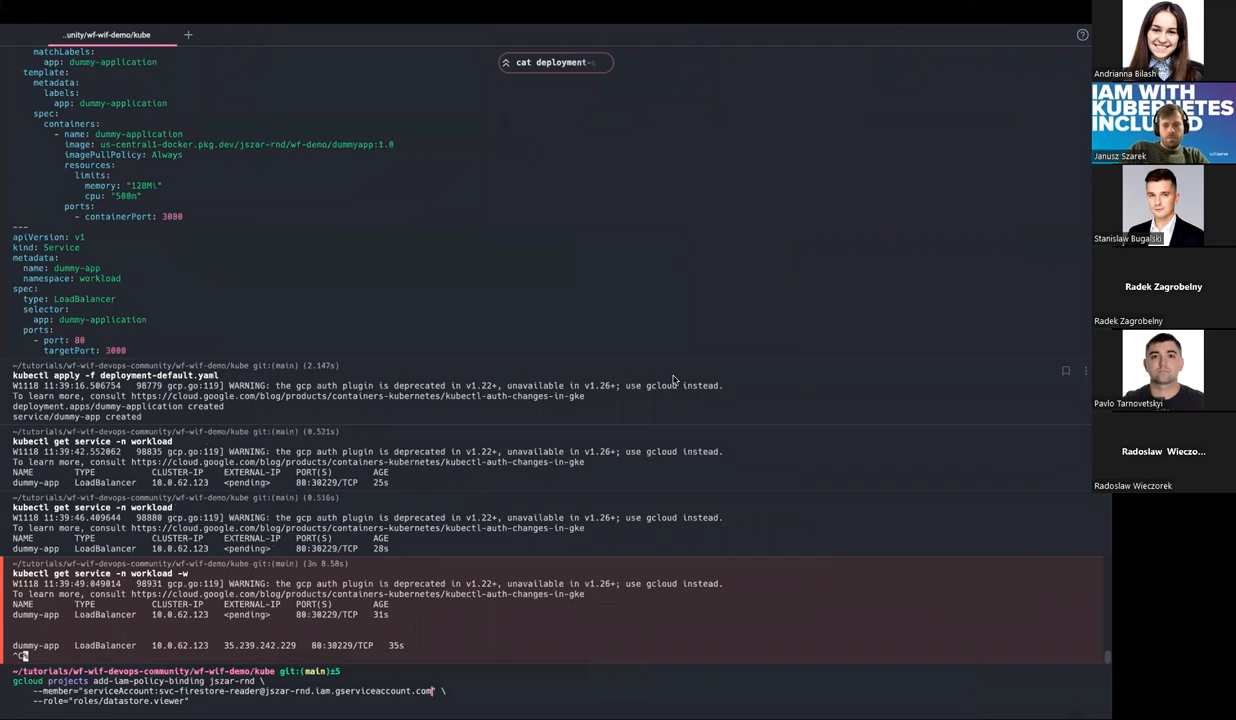 ..unity/wf-wif-demo/kube
+
?
cat deployment-
matchLabels:
app: dummy-application
template:
metadata:
labels:
app: dummy-application
spec:
containers:
- name: dummy-application
image: us-central1-docker.pkg.dev/jszar-rnd/wf-demo/dummyapp:1.0
imagePullPolicy: Always
resources:
limits:
memory: "128Mi"
cpu: "500m"
ports:
- containerPort: 3000
---
apiVersion: v1
kind: Service
metadata:
name: dummy-app
namespace: workload
spec:
type: LoadBalancer
selector:
app: dummy-application
ports:
- port: 80
targetPort: 3000
~/tutorials/wf-wif-devops-community/wf-wif-demo/kube git:(main) (2.147s)
kubectl apply -f deployment-default.yaml
W1118 11:39:16.506754 98779 gcp.go:119] WARNING: the gcp auth plugin is deprecated in v1.22+, unavailable in v1.26+; use gcloud instead.
To learn more, consult https://cloud.google.com/blog/products/containers-kubernetes/kubectl-auth-changes-in-gke
deployment.apps/dummy-application created
service/dummy-app created
~/tutorials/wf-wif-devops-community/wf-wif-demo/kube git:(main) (0.521s)
kubectl get service -n workload
W1118 11:39:42.552062 98835 gcp.go:119] WARNING: the gcp auth plugin is deprecated in v1.22+, unavailable in v1.26+; use gcloud instead.
To learn more, consult https://cloud.google.com/blog/products/containers-kubernetes/kubectl-auth-changes-in-gke
NAME TYPE CLUSTER-IP EXTERNAL-IP PORT(S) AGE
dummy-app LoadBalancer 10.0.62.123 <pending> 80:30229/TCP 25s
~/tutorials/wf-wif-devops-community/wf-wif-demo/kube git:(main) (0.516s)
kubectl get service -n workload
W1118 11:39:46.409644 98880 gcp.go:119] WARNING: the gcp auth plugin is deprecated in v1.22+, unavailable in v1.26+; use gcloud instead.
To learn more, consult https://cloud.google.com/blog/products/containers-kubernetes/kubectl-auth-changes-in-gke
NAME TYPE CLUSTER-IP EXTERNAL-IP PORT(S) AGE
dummy-app LoadBalancer 10.0.62.123 <pending> 80:30229/TCP 28s
~/tutorials/wf-wif-devops-community/wf-wif-demo/kube git:(main) (3m 8.58s)
kubectl get service -n workload -w
W1118 11:39:49.049014 98931 gcp.go:119] WARNING: the gcp auth plugin is deprecated in v1.22+, unavailable in v1.26+; use gcloud instead.
To learn more, consult https://cloud.google.com/blog/products/containers-kubernetes/kubectl-auth-changes-in-gke
NAME TYPE CLUSTER-IP EXTERNAL-IP PORT(S) AGE
dummy-app LoadBalancer 10.0.62.123 <pending> 80:30229/TCP 31s
dummy-app LoadBalancer 10.0.62.123 35.239.242.229 80:30229/TCP 35s
^C%
~/tutorials/wf-wif-devops-community/wf-wif-demo/kube git:(main)±5
gcloud projects add-iam-policy-binding jszar-rnd \
--member="serviceAccount:svc-firestore-reader@jszar-rnd.iam.gserviceaccount.com" \
--role="roles/datastore.viewer"
Andrianna Bilash
IAM WITH
KUBERNETES
INCLUDED
Janusz Szarek
Stanislaw Bugalski
Radek Zagrobelny
Radek Zagrobelny
Pavlo Tarnovetskyi
Radoslaw Wieczo...
Radoslaw Wieczorek